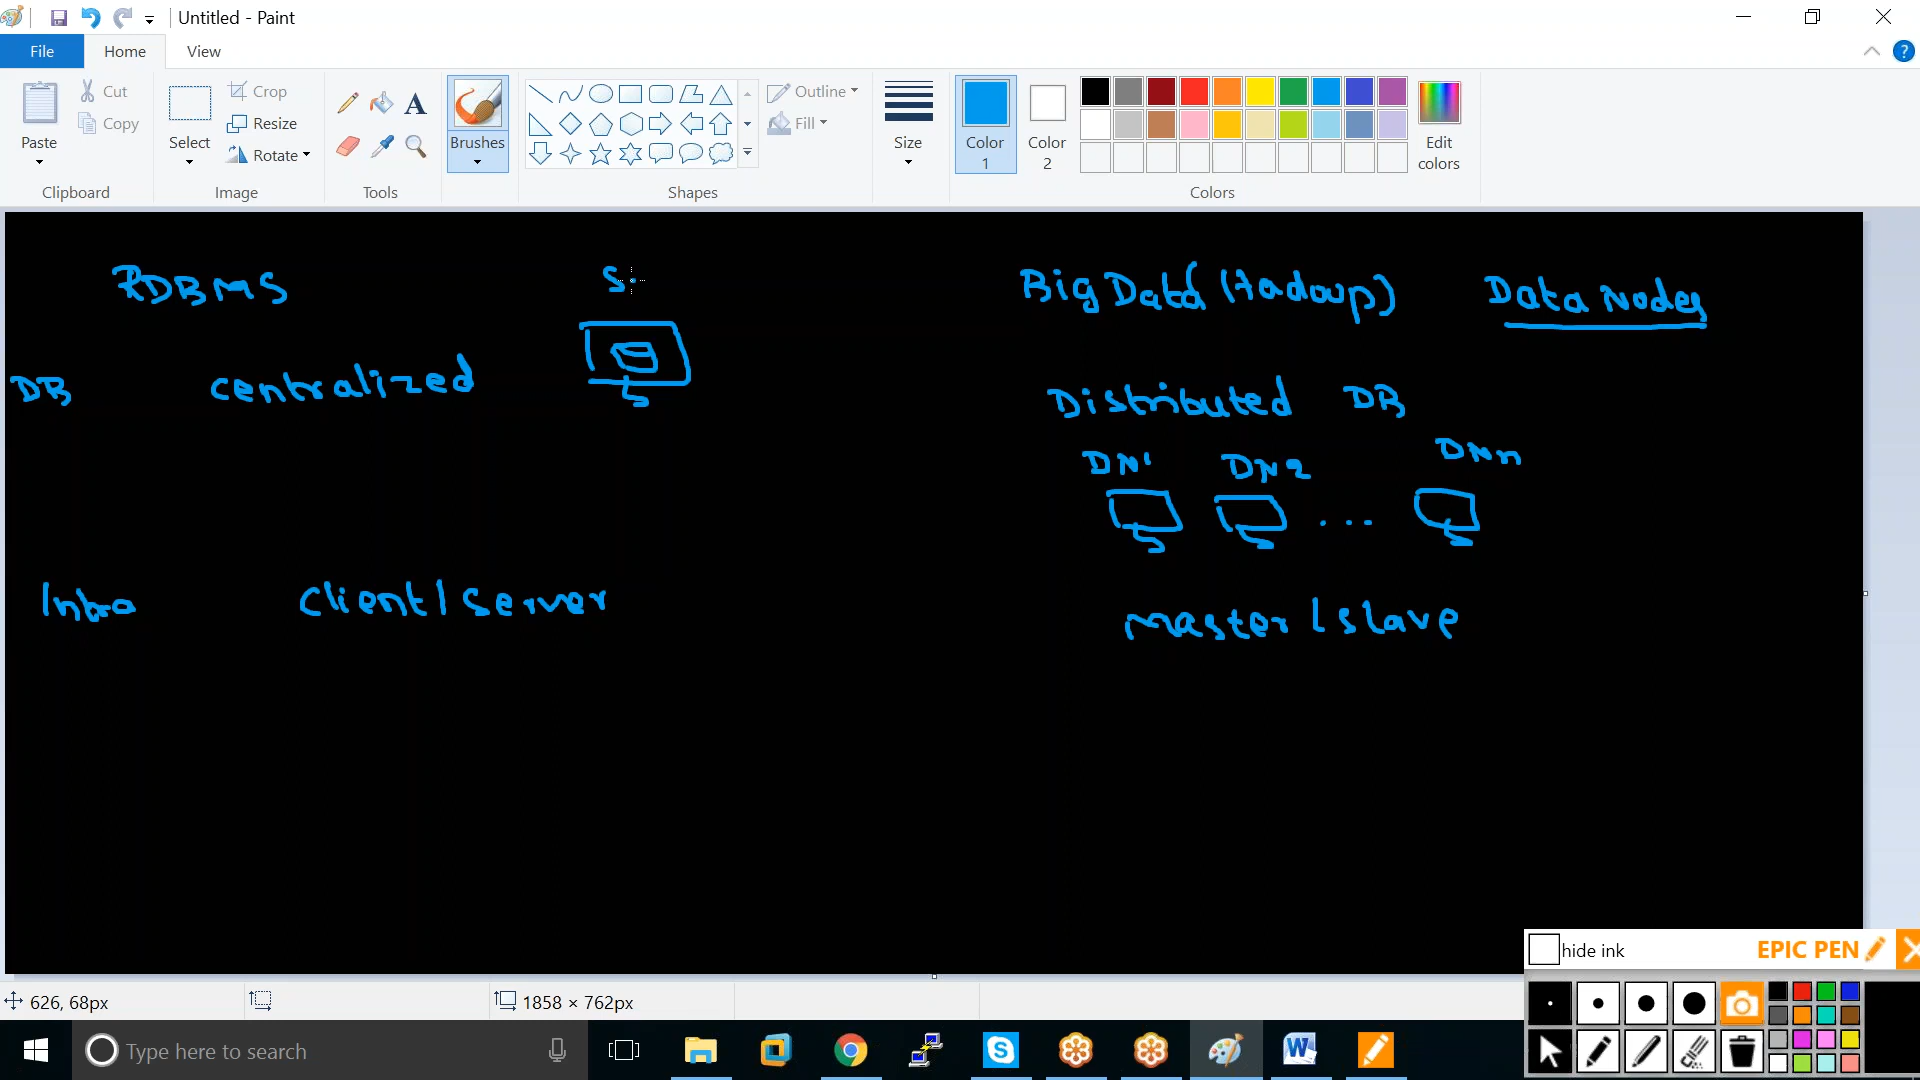 Untitled - Paint
File Home View
Paste
Cut
Copy
Clipboard
Select
Crop
Resize
Rotate
Image
Tools
Brushes
Shapes
Outline
Fill
Size
Color 1
Color 2
Edit colors
Colors
RDBMS S Big Data (Hadoop) Data Nodes
DB centralized Distributed DB
DN1 DN2 ... DNn
Infra Client/Server master/slave
hide ink EPIC PEN
626, 68px 1858 × 762px
Type here to search